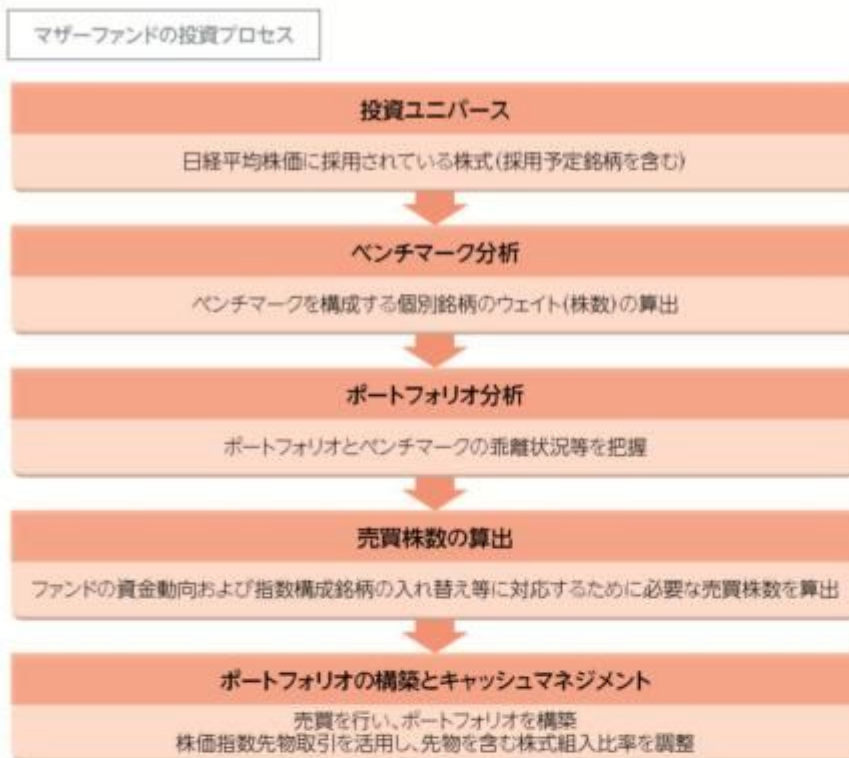 マザーファンドの投資プロセス
投資ユニバース
日経平均株価に採用されている株式(採用予定銘柄を含む)
ベンチマーク分析
ベンチマークを構成する個別銘柄のウェイト(株数)の算出
ポートフォリオ分析
ポートフォリオとベンチマークの乖離状況等を把握
売買株数の算出
ファンドの資金動向および指数構成銘柄の入れ替え等に対応するために必要な売買株数を算出
ポートフォリオの構築とキャッシュマネジメント
売買を行い、ポートフォリオを構築
株価指数先物取引を活用し、先物を含む株式組入比率を調整